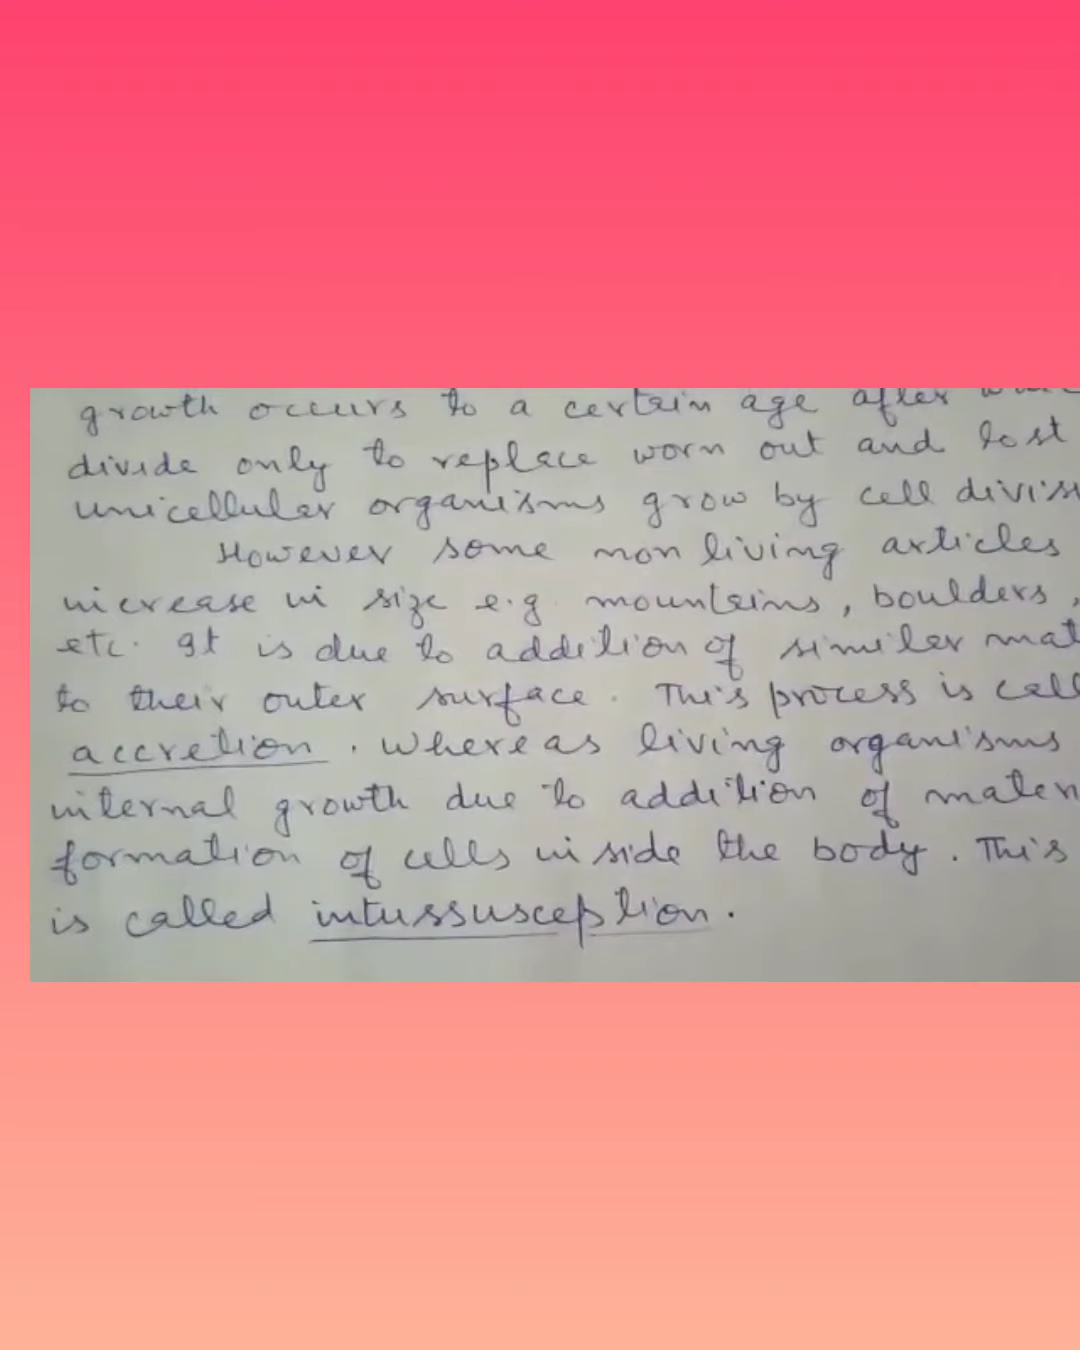 growth occurs to a certain age after
divide only to replace worn out and lost
unicellular organisms grow by cell divis
However some non living articles
increase in size e.g. mountains, boulders,
etc. It is due to addition of similar mat
to their outer surface. This process is call
accretion. Whereas living organisms
internal growth due to addition of mater
formation of cells inside the body. This
is called intussusception.